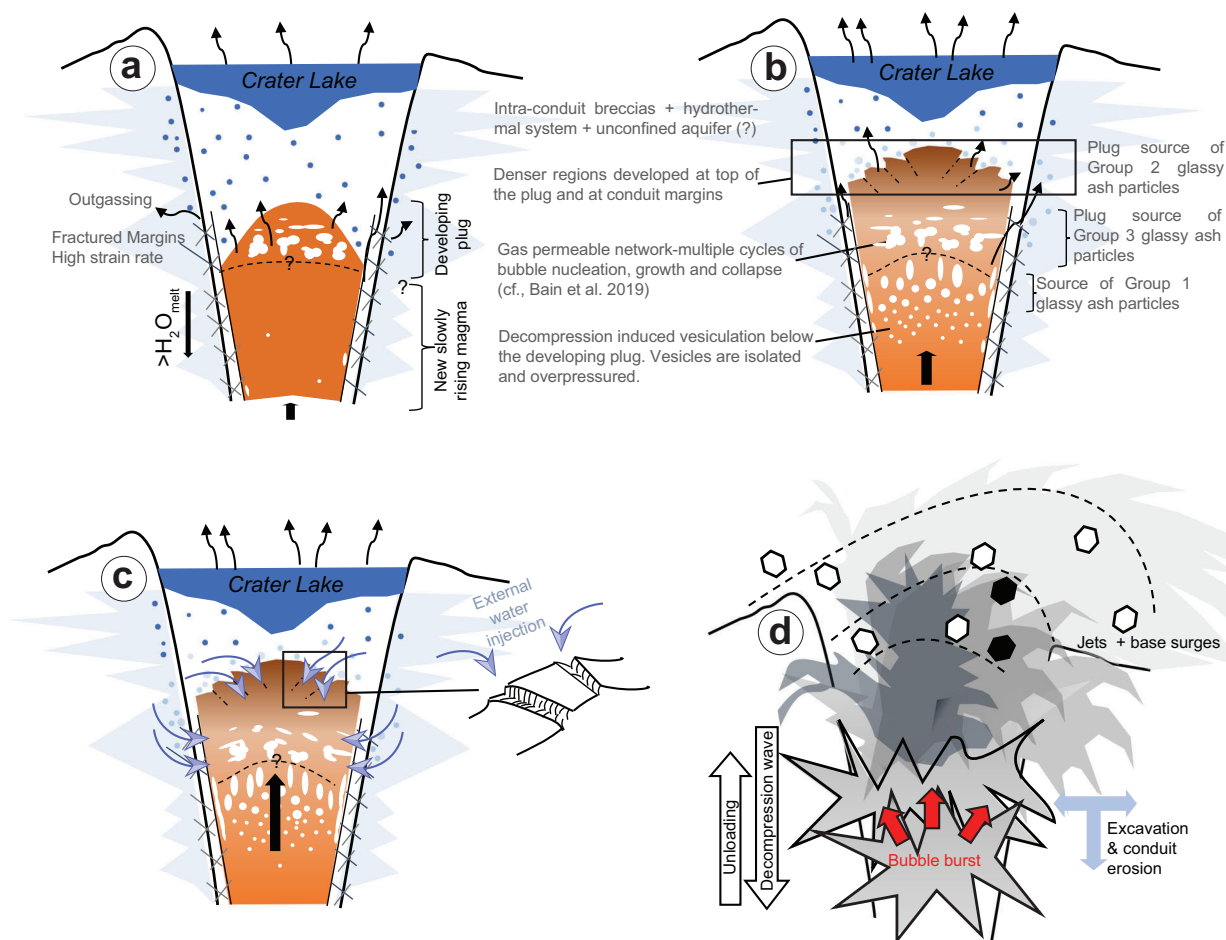 a
Crater Lake
Outgassing
Fractured Margins
High strain rate
>H2Omelt
?
Developing
plug
?
New slowly
rising magma
Intra-conduit breccias + hydrother-
mal system + unconfined aquifer (?)
Denser regions developed at top of
the plug and at conduit margins
Gas permeable network-multiple cycles of
bubble nucleation, growth and collapse
(cf., Bain et al. 2019)
Decompression induced vesiculation below
the developing plug. Vesicles are isolated
and overpressured.
b
Crater Lake
?
Plug source of
Group 2 glassy
ash particles
Plug source of
Group 3 glassy ash
particles
Source of Group 1
glassy ash particles
c
Crater Lake
?
External
water
injection
d
Jets + base surges
Unloading
Decompression wave
Bubble burst
Excavation
& conduit
erosion